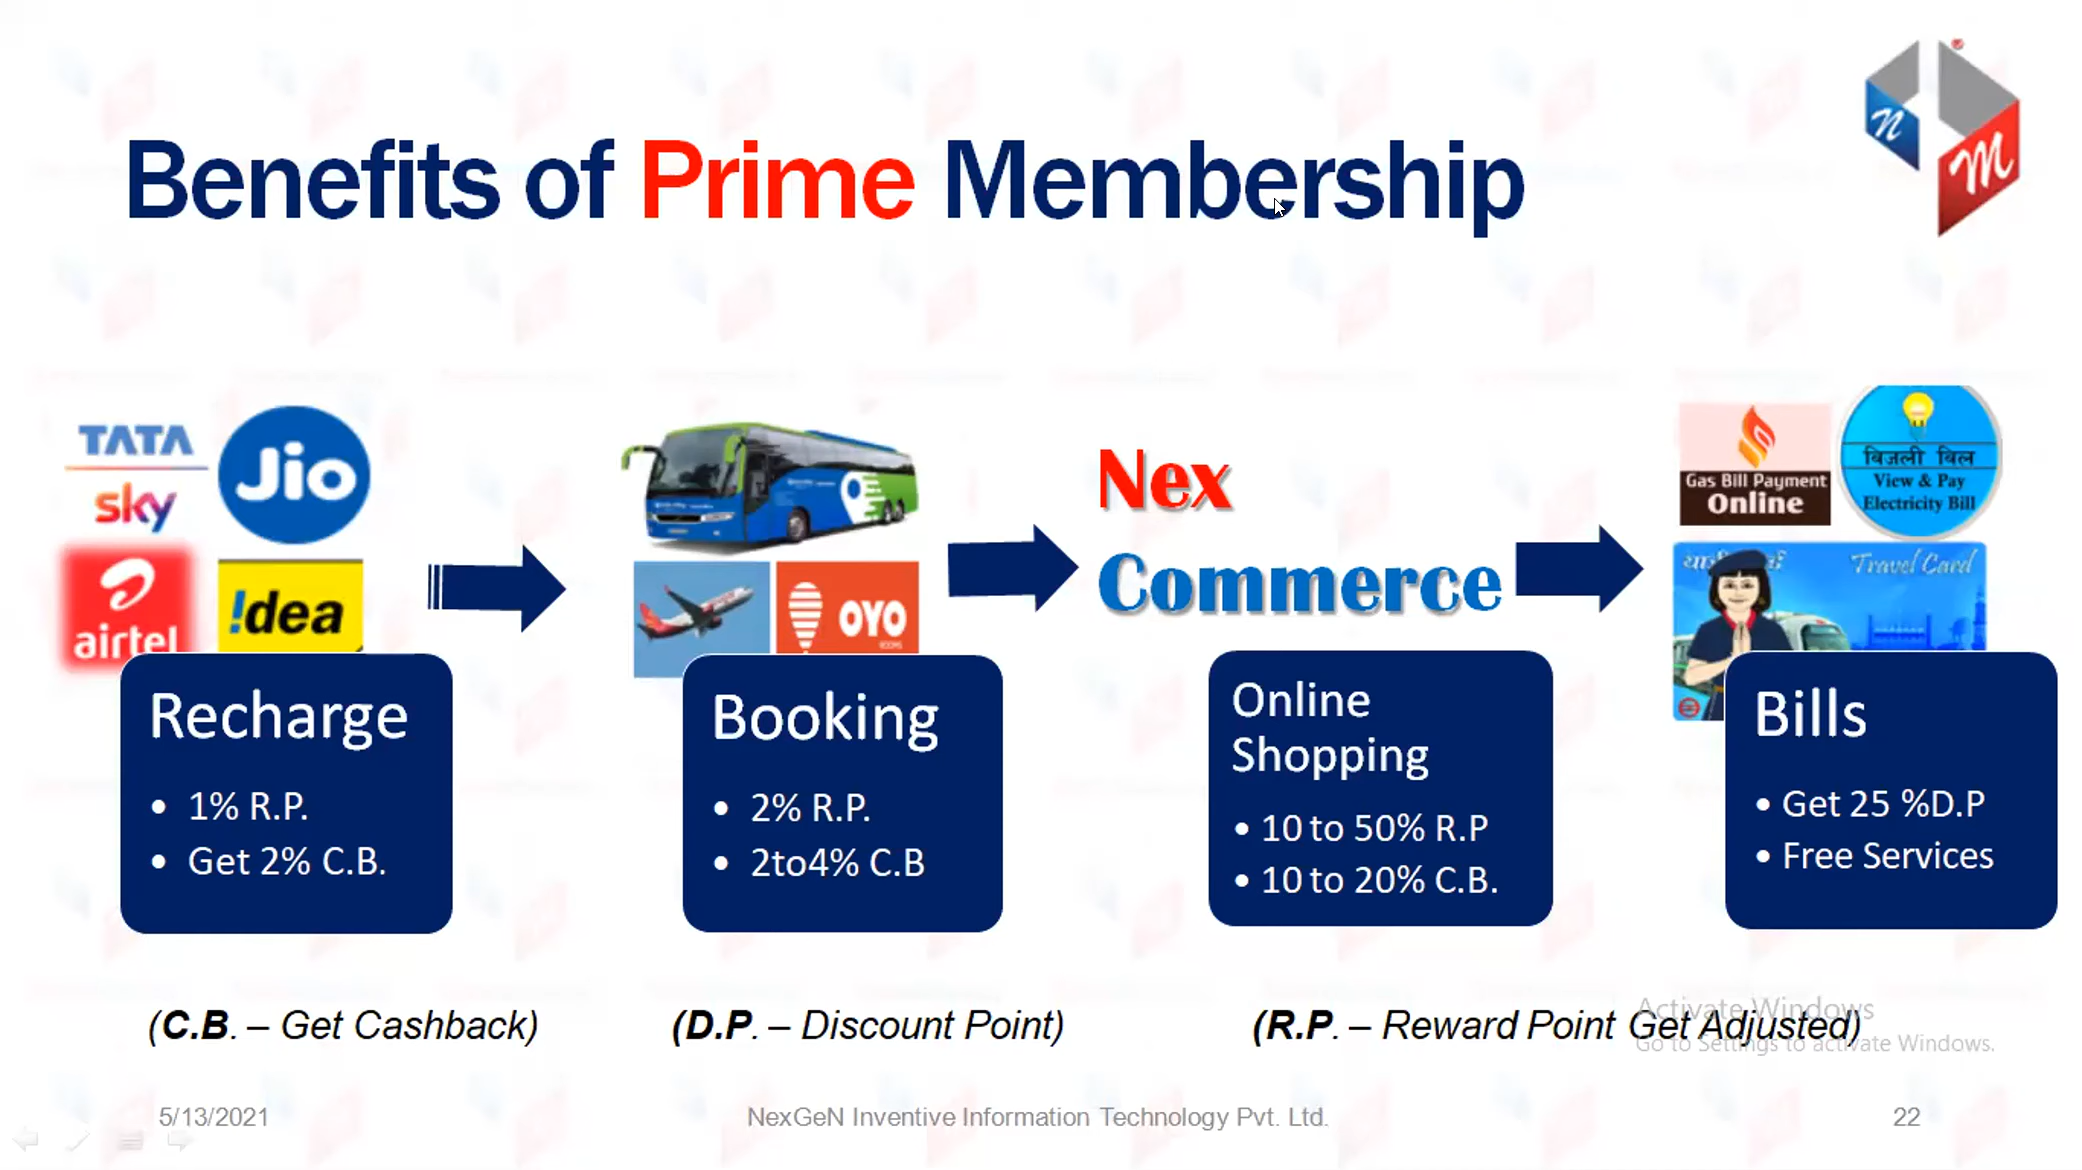 Benefits of Prime Membership
n
m
TATA
sky
Jio
airtel
!dea
OYO
ROOMS
Nex
Commerce
Gas Bill Payment
Online
बिजली बिल
View & Pay
Electricity Bill
Travel Card
Recharge
• 1% R.P.
• Get 2% C.B.
Booking
• 2% R.P.
• 2to4% C.B
Online
Shopping
• 10 to 50% R.P
• 10 to 20% C.B.
Bills
• Get 25 %D.P
• Free Services
(C.B. – Get Cashback)
(D.P. – Discount Point)
(R.P. – Reward Point Get Adjusted)
Activate Windows
Go to Settings to activate Windows.
5/13/2021
NexGeN Inventive Information Technology Pvt. Ltd.
22